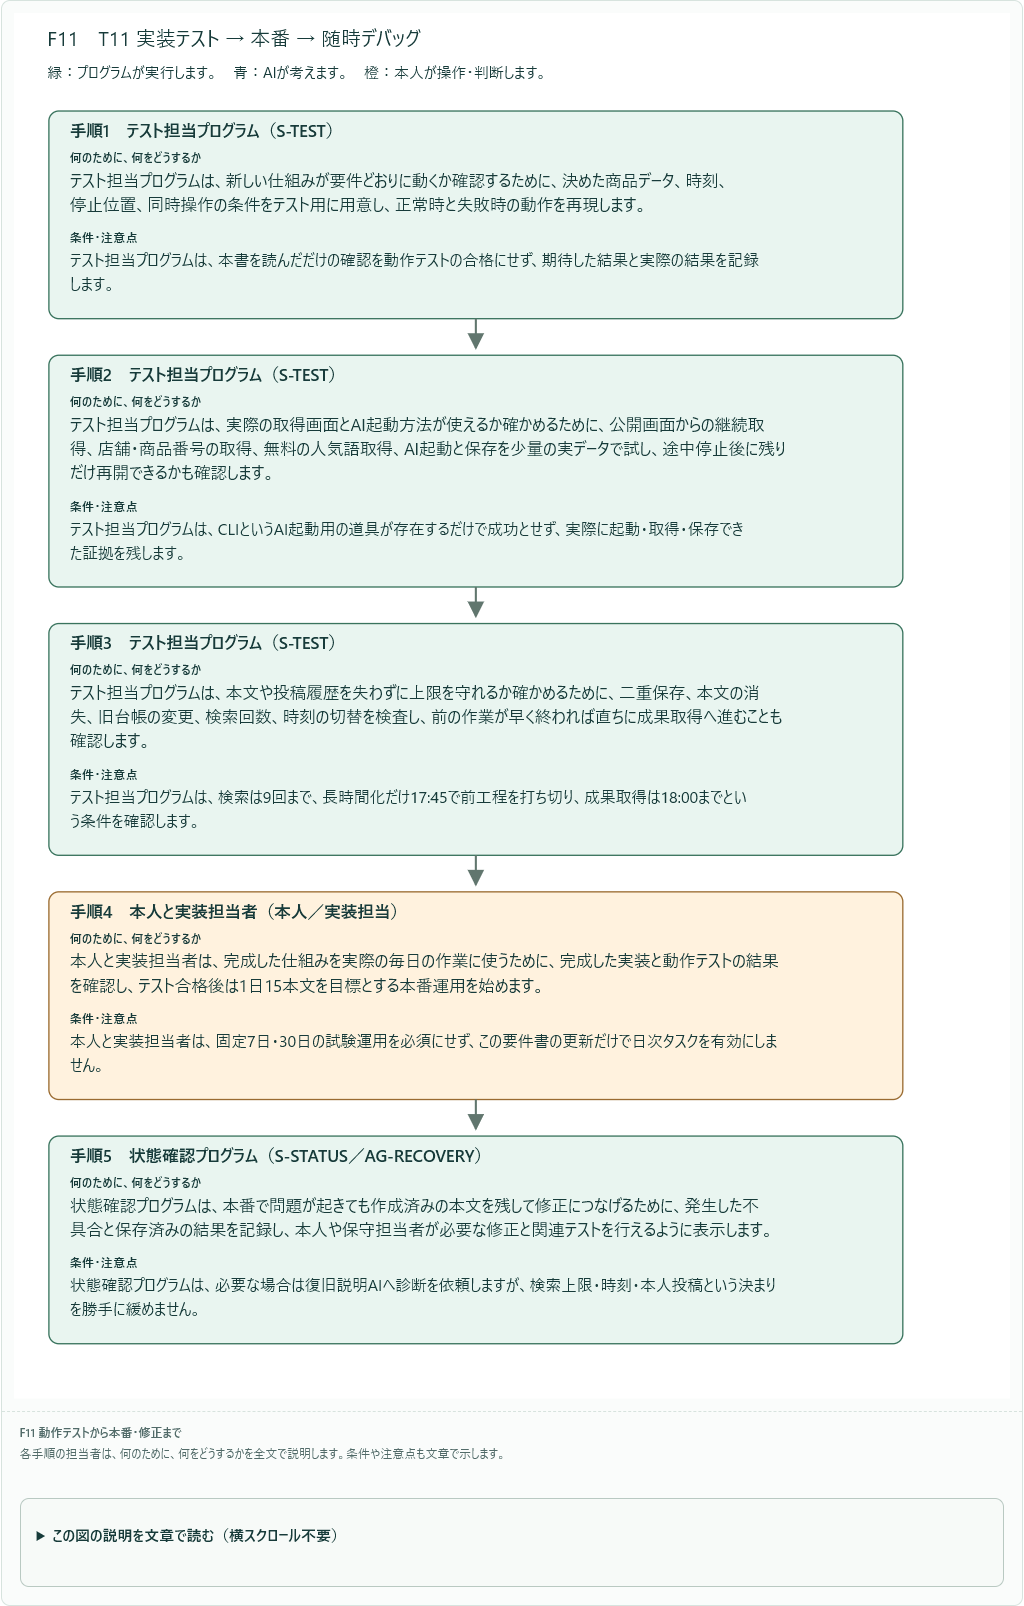 F11　T11 実装テスト → 本番 → 随時デバッグ
緑：プログラムが実行します。　青：AIが考えます。　橙：本人が操作・判断します。
手順1　テスト担当プログラム（S-TEST）
何のために、何をどうするか
テスト担当プログラムは、新しい仕組みが要件どおりに動くか確認するために、決めた商品データ、時刻、
停止位置、同時操作の条件をテスト用に用意し、正常時と失敗時の動作を再現します。
条件・注意点
テスト担当プログラムは、本書を読んだだけの確認を動作テストの合格にせず、期待した結果と実際の結果を記録
します。
手順2　テスト担当プログラム（S-TEST）
何のために、何をどうするか
テスト担当プログラムは、実際の取得画面とAI起動方法が使えるか確かめるために、公開画面からの継続取
得、店舗・商品番号の取得、無料の人気語取得、AI起動と保存を少量の実データで試し、途中停止後に残り
だけ再開できるかも確認します。
条件・注意点
テスト担当プログラムは、CLIというAI起動用の道具が存在するだけで成功とせず、実際に起動・取得・保存でき
た証拠を残します。
手順3　テスト担当プログラム（S-TEST）
何のために、何をどうするか
テスト担当プログラムは、本文や投稿履歴を失わずに上限を守れるか確かめるために、二重保存、本文の消
失、旧台帳の変更、検索回数、時刻の切替を検査し、前の作業が早く終われば直ちに成果取得へ進むことも
確認します。
条件・注意点
テスト担当プログラムは、検索は9回まで、長時間化だけ17:45で前工程を打ち切り、成果取得は18:00までとい
う条件を確認します。
手順4　本人と実装担当者（本人／実装担当）
何のために、何をどうするか
本人と実装担当者は、完成した仕組みを実際の毎日の作業に使うために、完成した実装と動作テストの結果
を確認し、テスト合格後は1日15本文を目標とする本番運用を始めます。
条件・注意点
本人と実装担当者は、固定7日・30日の試験運用を必須にせず、この要件書の更新だけで日次タスクを有効にしま
せん。
手順5　状態確認プログラム（S-STATUS／AG-RECOVERY）
何のために、何をどうするか
状態確認プログラムは、本番で問題が起きても作成済みの本文を残して修正につなげるために、発生した不
具合と保存済みの結果を記録し、本人や保守担当者が必要な修正と関連テストを行えるように表示します。
条件・注意点
状態確認プログラムは、必要な場合は復旧説明AIへ診断を依頼しますが、検索上限・時刻・本人投稿という決まり
を勝手に緩めません。
F11 動作テストから本番・修正まで
各手順の担当者は、何のために、何をどうするかを全文で説明します。条件や注意点も文章で示します。
▶ この図の説明を文章で読む（横スクロール不要）